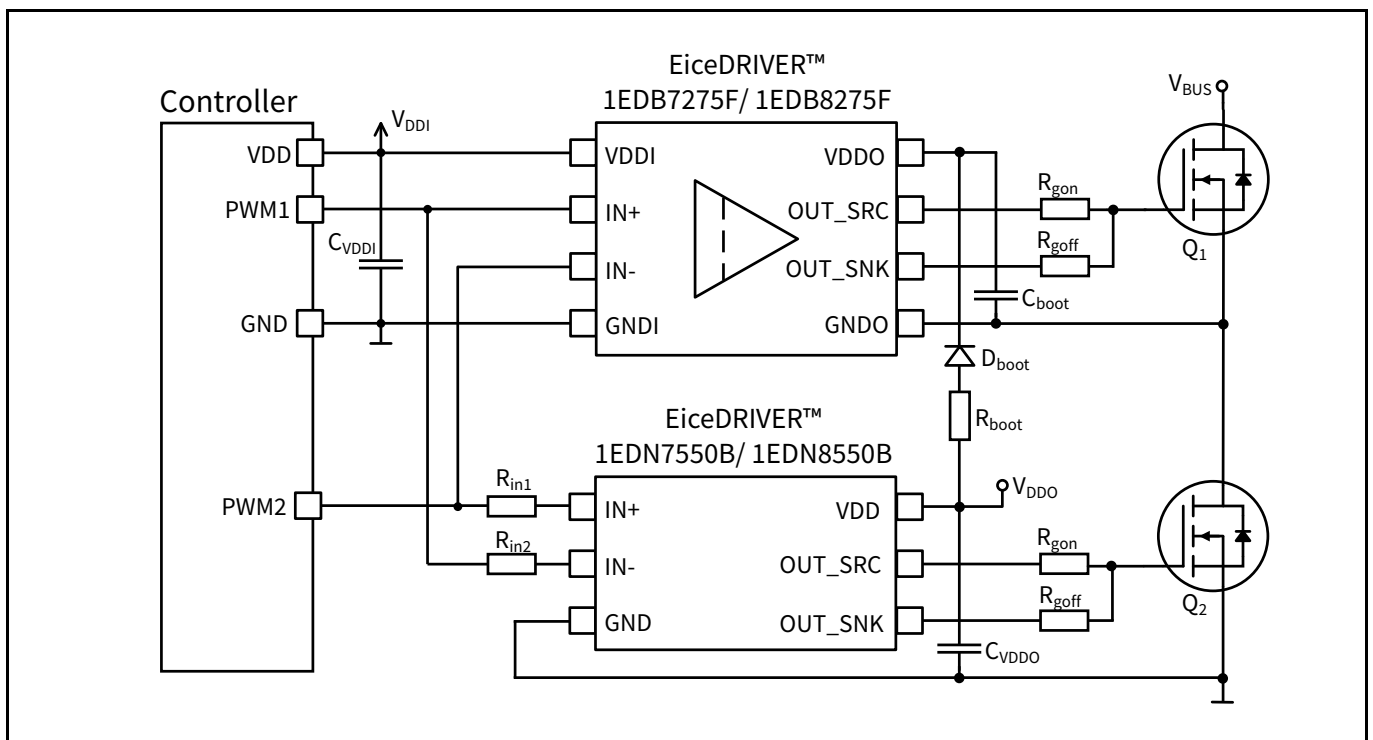 EiceDRIVER™
1EDB7275F/ 1EDB8275F
Controller
VDD
PWM1
GND
PWM2
VDDI
CVDDI
VDDI
IN+
IN-
GNDI
VDDO
OUT_SRC
OUT_SNK
GNDO
Rgon
Rgoff
Cboot
VBUS
Q1
Dboot
Rboot
EiceDRIVER™
1EDN7550B/ 1EDN8550B
Rin1
Rin2
IN+
IN-
GND
VDD
OUT_SRC
OUT_SNK
VDDO
Rgon
Rgoff
CVDDO
Q2